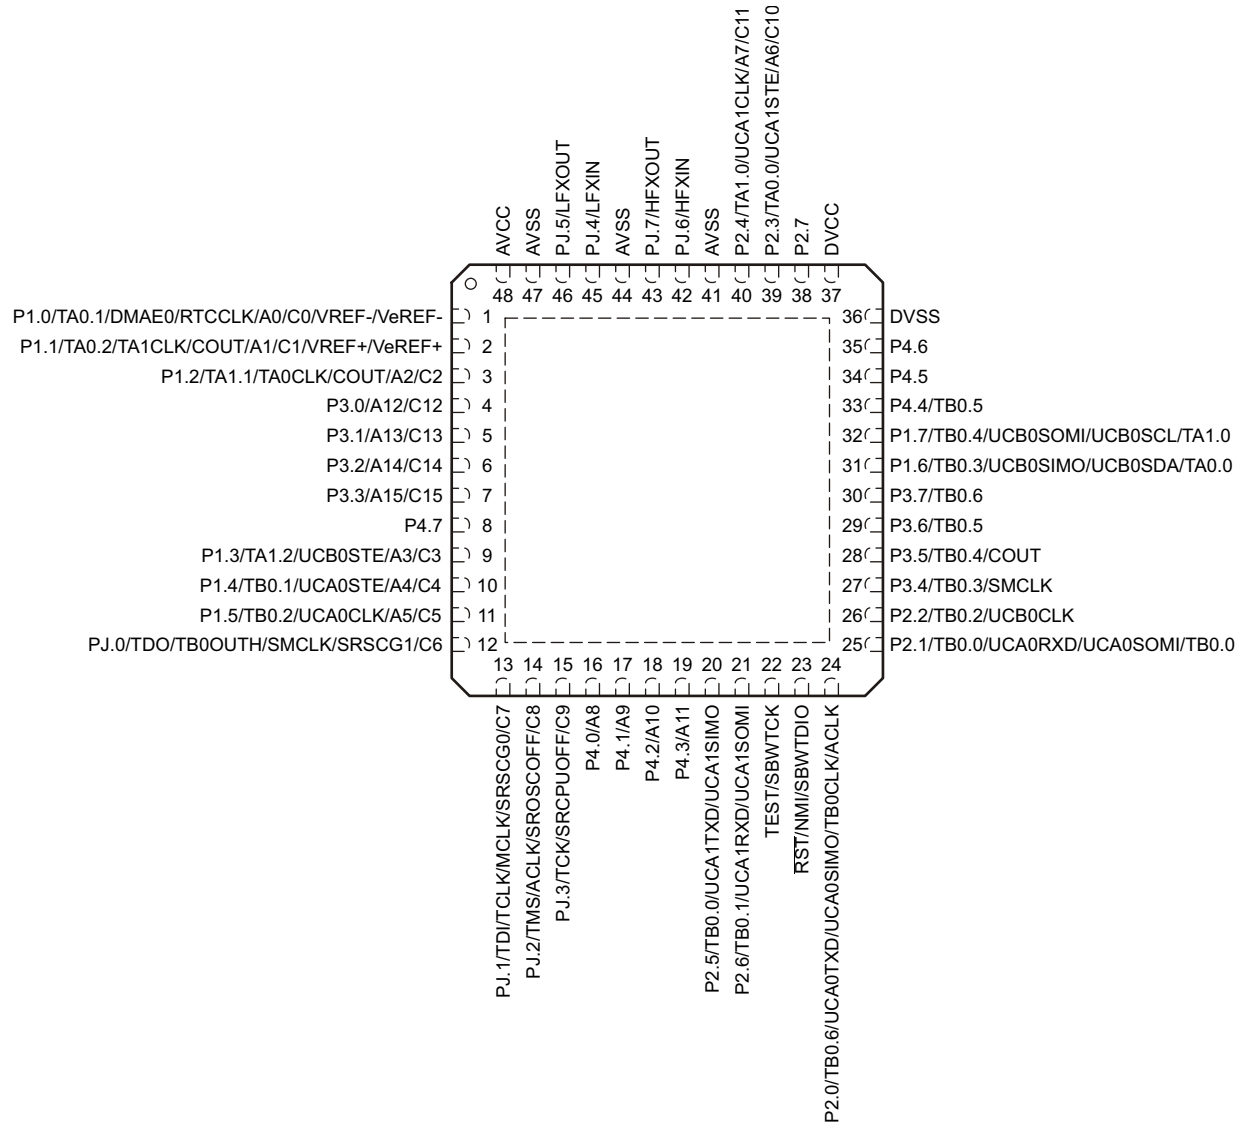 P2.4/TA1.0/UCA1CLK/A7/C11
P2.3/TA0.0/UCA1STE/A6/C10
AVCC
AVSS
PJ.5/LFXOUT
PJ.4/LFXIN
AVSS
PJ.7/HFXOUT
PJ.6/HFXIN
AVSS
P2.7
DVCC
48 47 46 45 44 43 42 41 40 39 38 37
P1.0/TA0.1/DMAE0/RTCCLK/A0/C0/VREF-/VeREF- 1
P1.1/TA0.2/TA1CLK/COUT/A1/C1/VREF+/VeREF+ 2
P1.2/TA1.1/TA0CLK/COUT/A2/C2 3
P3.0/A12/C12 4
P3.1/A13/C13 5
P3.2/A14/C14 6
P3.3/A15/C15 7
P4.7 8
P1.3/TA1.2/UCB0STE/A3/C3 9
P1.4/TB0.1/UCA0STE/A4/C4 10
P1.5/TB0.2/UCA0CLK/A5/C5 11
PJ.0/TDO/TB0OUTH/SMCLK/SRSCG1/C6 12
36 DVSS
35 P4.6
34 P4.5
33 P4.4/TB0.5
32 P1.7/TB0.4/UCB0SOMI/UCB0SCL/TA1.0
31 P1.6/TB0.3/UCB0SIMO/UCB0SDA/TA0.0
30 P3.7/TB0.6
29 P3.6/TB0.5
28 P3.5/TB0.4/COUT
27 P3.4/TB0.3/SMCLK
26 P2.2/TB0.2/UCB0CLK
25 P2.1/TB0.0/UCA0RXD/UCA0SOMI/TB0.0
13 14 15 16 17 18 19 20 21 22 23 24
PJ.1/TDI/TCLK/MCLK/SRSCG0/C7
PJ.2/TMS/ACLK/SROSCOFF/C8
PJ.3/TCK/SRCPUOFF/C9
P4.0/A8
P4.1/A9
P4.2/A10
P4.3/A11
P2.5/TB0.0/UCA1TXD/UCA1SIMO
P2.6/TB0.1/UCA1RXD/UCA1SOMI
TEST/SBWTCK
RST/NMI/SBWTDIO
P2.0/TB0.6/UCA0TXD/UCA0SIMO/TB0CLK/ACLK